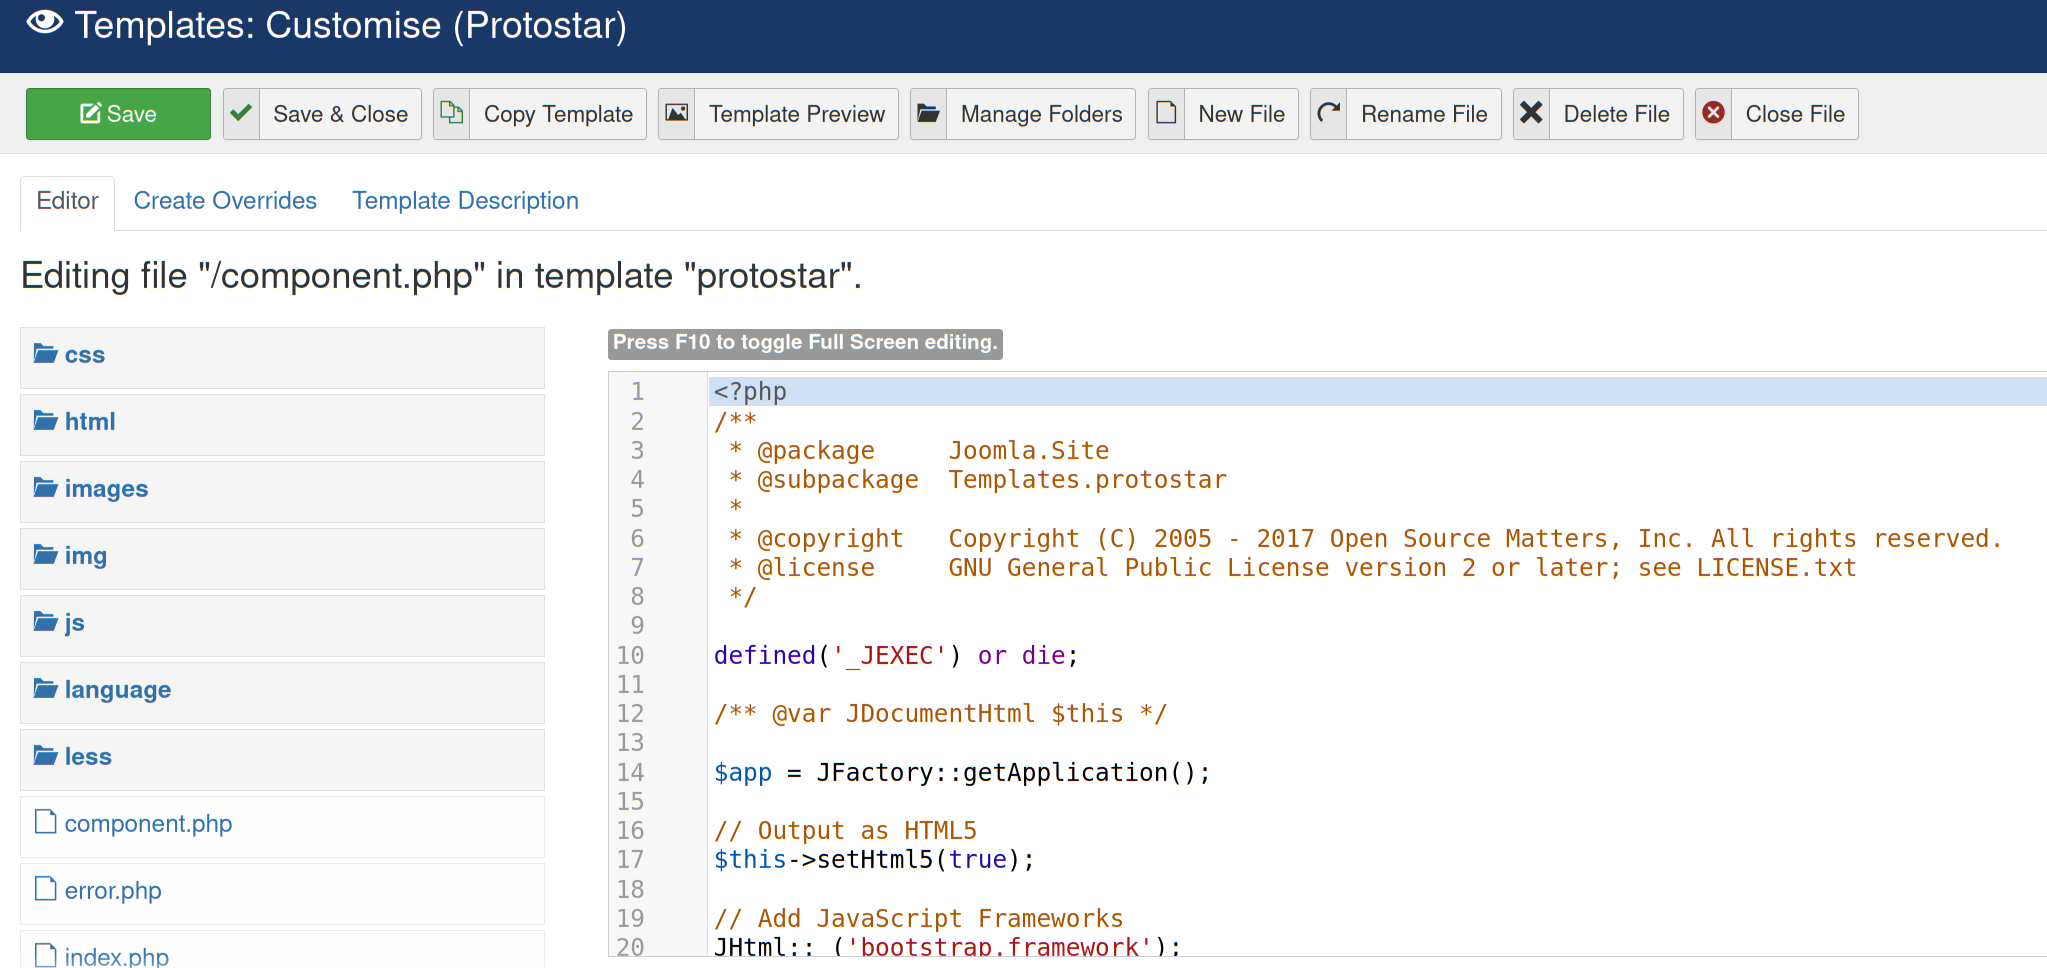 Templates: Customise (Protostar)
Save
Save & Close
Copy Template
Template Preview
Manage Folders
New File
Rename File
Delete File
Close File
Editor
Create Overrides
Template Description
Editing file "/component.php" in template "protostar".
css
html
images
img
js
language
less
component.php
error.php
index.php
Press F10 to toggle Full Screen editing.
1 <?php
2 /**
3  * @package     Joomla.Site
4  * @subpackage  Templates.protostar
5  *
6  * @copyright   Copyright (C) 2005 - 2017 Open Source Matters, Inc. All rights reserved.
7  * @license     GNU General Public License version 2 or later; see LICENSE.txt
8  */
9
10 defined('_JEXEC') or die;
11
12 /** @var JDocumentHtml $this */
13
14 $app = JFactory::getApplication();
15
16 // Output as HTML5
17 $this->setHtml5(true);
18
19 // Add JavaScript Frameworks
20 JHtml:: ('bootstrap.framework');